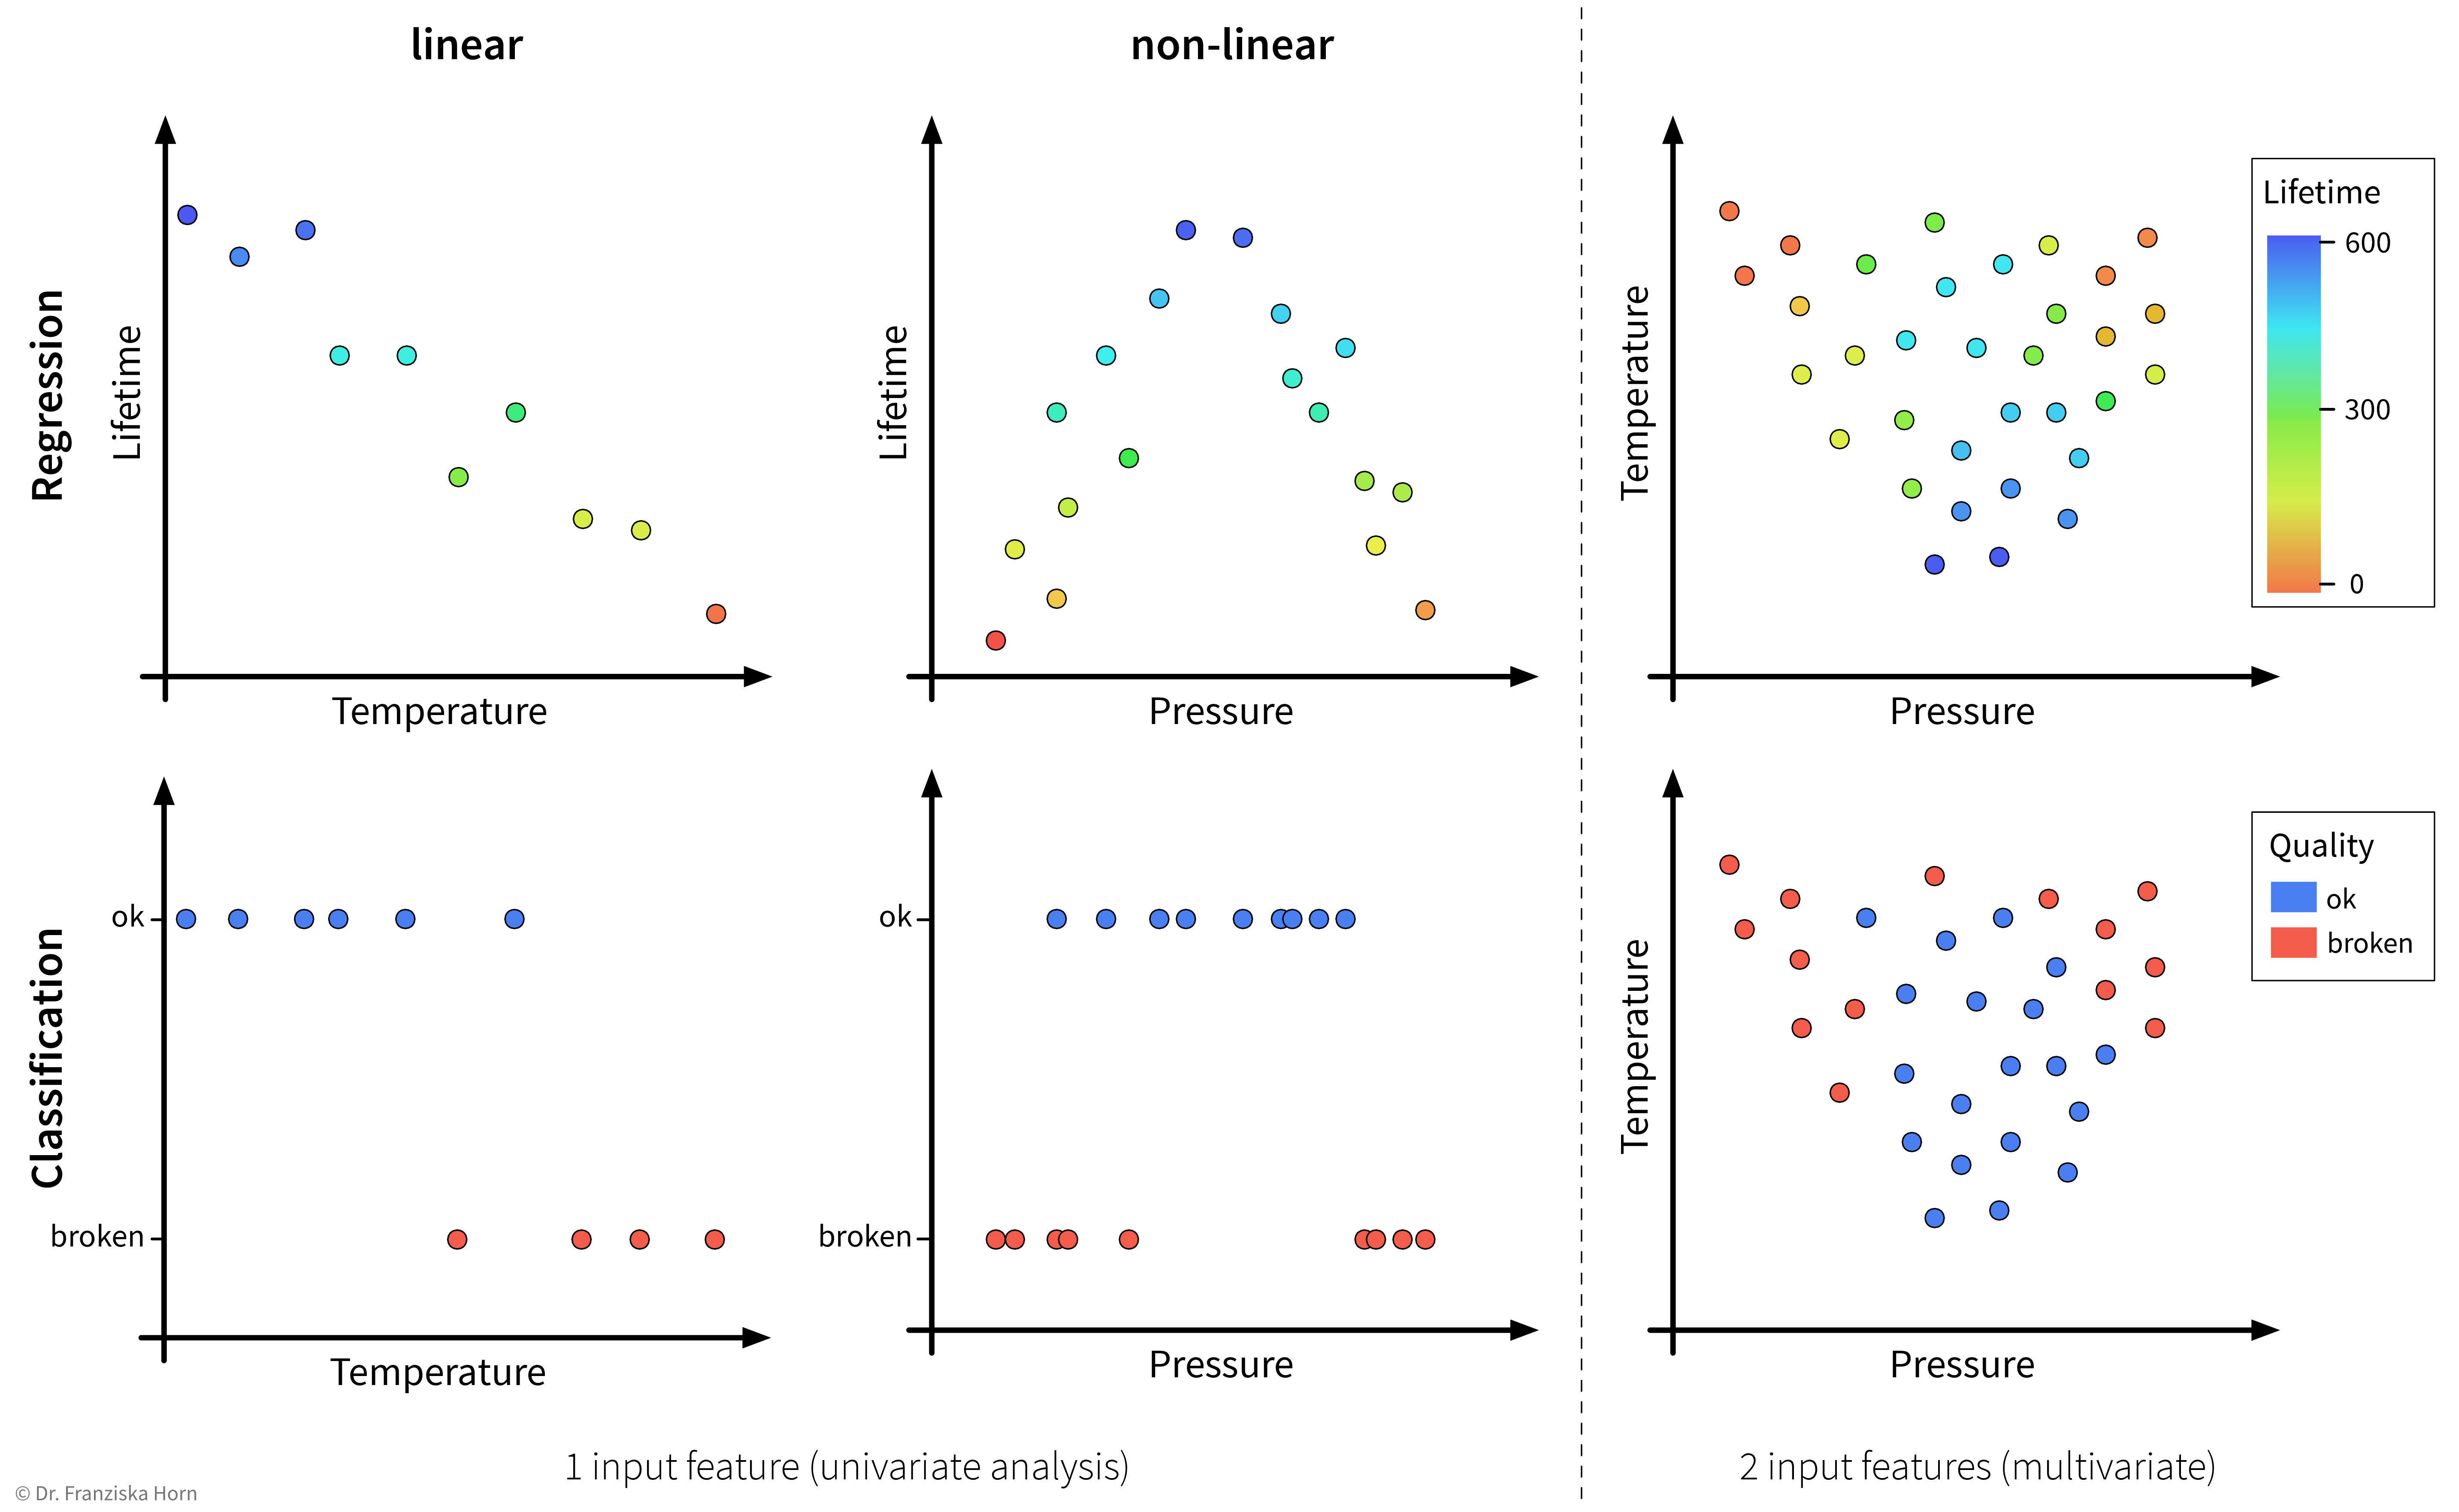 linear
non-linear
Regression
Lifetime
Temperature
Lifetime
Pressure
Temperature
Pressure
Lifetime
600
300
0
Classification
ok
broken
Temperature
ok
broken
Pressure
Temperature
Pressure
Quality
ok
broken
1 input feature (univariate analysis)
2 input features (multivariate)
© Dr. Franziska Horn